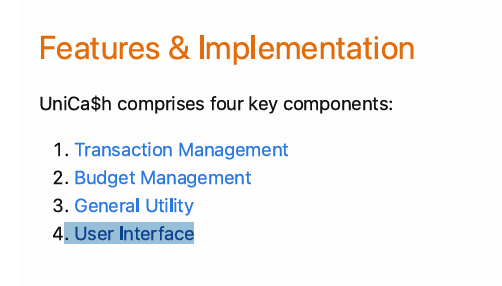 Features & Implementation
UniCa$h comprises four key components:
1. Transaction Management
2. Budget Management
3. General Utility
4. User Interface